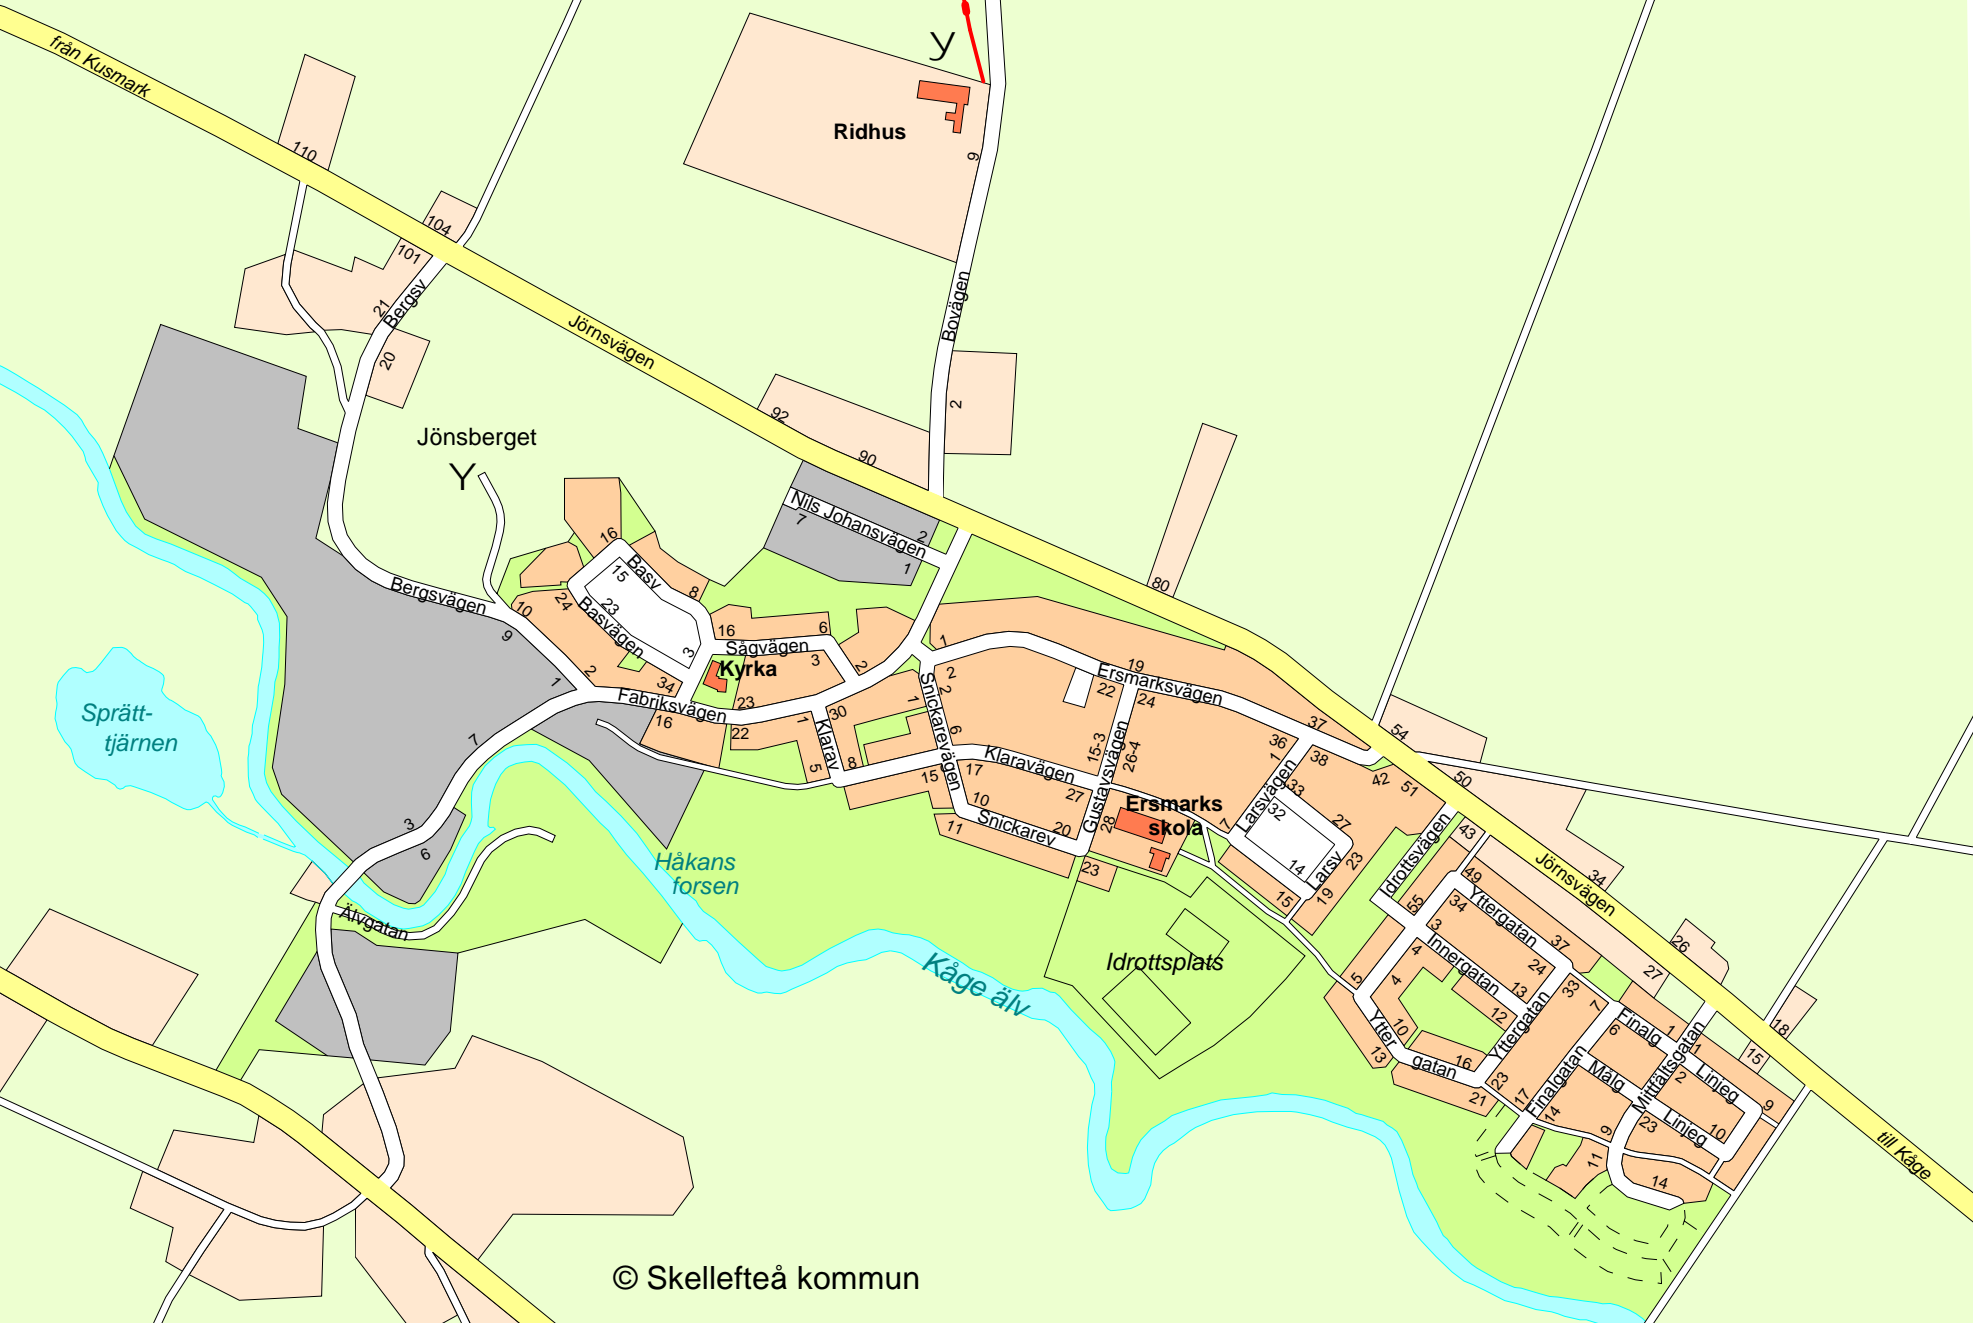 från Kusmark
110
104
101
21
Bergsv
20
Ridhus
9
Bovägen
2
Jörnsvägen
92
90
80
Jönsberget
Nils Johansvägen
7
2
1
16
15
Basv
8
23
24
Basvägen
3
Bergsvägen
10
9
2
1
34
16
6
Sågvägen
3
2
Kyrka
Fabriksvägen
23
16
22
7
1
30
Klarav
5
8
1
2
2
Snickarevägen
6
1
15
17
Klaravägen
27
10
11
Snickarev
20
23
19
Ersmarksvägen
22
24
15-3
26-4
Gustavsvägen
28
Ersmarks
skola
37
36
1
38
Larsvägen
7
33
32
27
14
Larsv
23
15
19
42
51
54
50
Idrottsvägen
43
49
Jörnsvägen
34
55
34
Yttergatan
37
24
33
3
Innergatan
4
4
13
12
5
Ytter
10
13
gatan
16
21
23
Yttergatan
26
27
18
15
7
6
Finalg
1
1
Finalgatan
17
14
Målg
Mittfältsgatan
2
Linjeg
9
10
Linjeg
23
9
11
14
till Kåge
Sprätt-
tjärnen
3
6
Älvgatan
Håkans
forsen
Kåge älv
Idrottsplats
© Skellefteå kommun